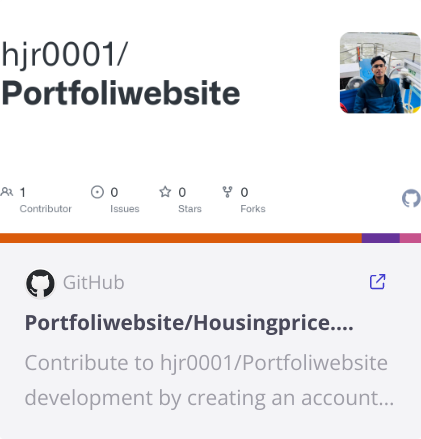 hjr0001/
Portfoliwebsite
1
Contributor
0
Issues
0
Stars
0
Forks
GitHub
Portfoliwebsite/Housingprice....
Contribute to hjr0001/Portfoliwebsite
development by creating an account...